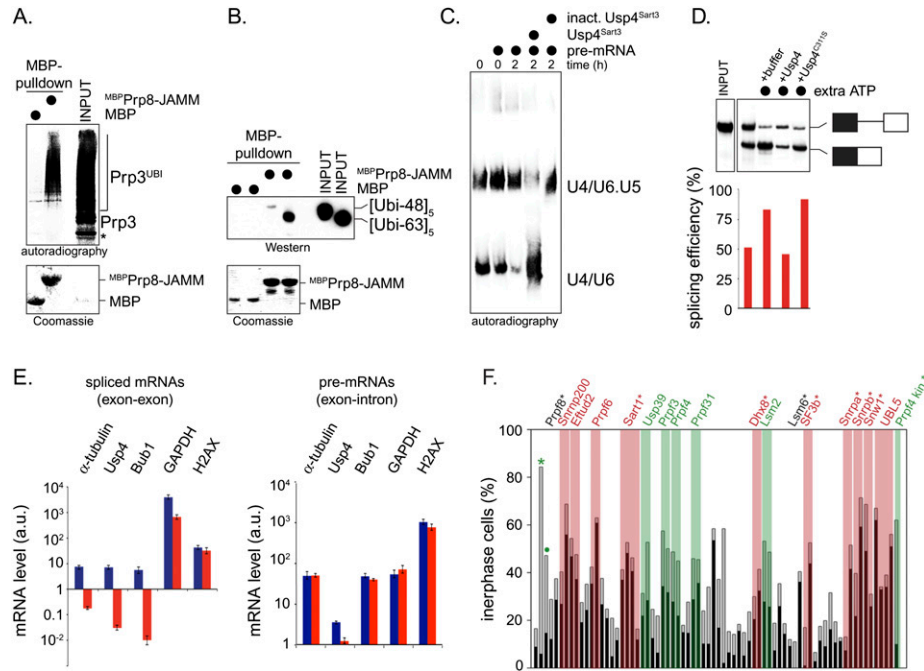 A.
MBP-
pulldown
INPUT
MBPPrp8-JAMM
MBP
Prp3UBI
Prp3
*
autoradiography
MBPPrp8-JAMM
MBP
Coomassie
B.
MBP-
pulldown
INPUT
INPUT
MBPPrp8-JAMM
MBP
[Ubi-48]5
[Ubi-63]5
Western
MBPPrp8-JAMM
MBP
Coomassie
C.
inact. Usp4Sart3
Usp4Sart3
pre-mRNA
0 0 2 2 2 time (h)
U4/U6.U5
U4/U6
autoradiography
D.
INPUT
+buffer
+Usp4
+Usp4C311S
extra ATP
splicing efficiency (%)
100
75
50
25
0
E.
spliced mRNAs
(exon-exon)
α-tubulin
Usp4
Bub1
GAPDH
H2AX
mRNA level (a.u.)
104
103
102
10
1
10-1
10-2
pre-mRNAs
(exon-intron)
α-tubulin
Usp4
Bub1
GAPDH
H2AX
mRNA level (a.u.)
104
103
102
10
1
F.
Prpf8*
Snrnp200
Eftud2
Prpf6
Sart1*
Usp39
Prpf3
Prpf4
Prpf31
Dhx8*
Lsm2
Lsm6*
SF3b*
Snrpa*
Snrpb*
Snw1*
UBL5
Prpf4 kin*
inerphase cells (%)
100
80
60
40
20
0
*